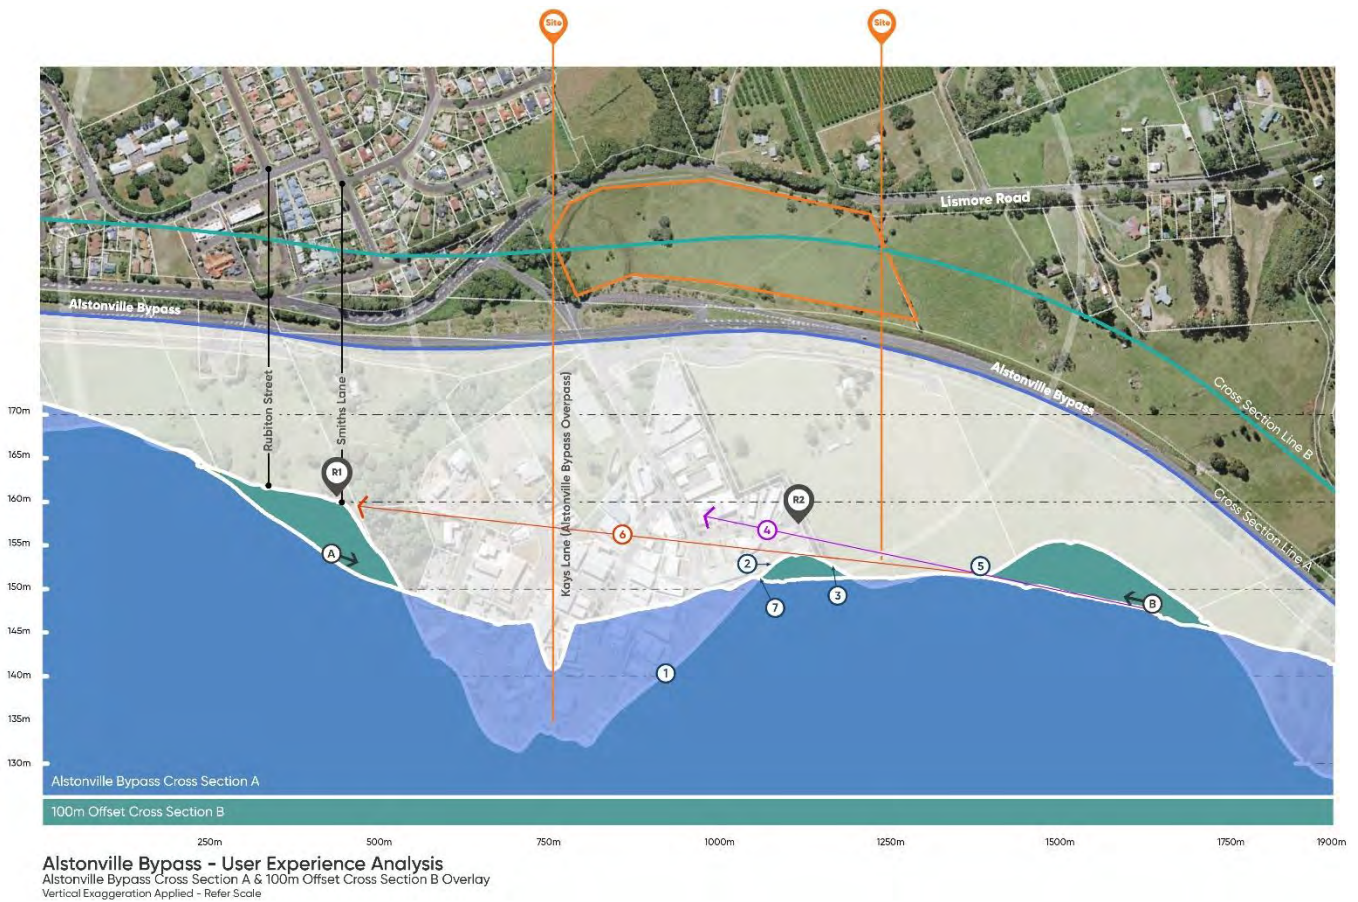 Site
Site
Lismore Road
Alstonville Bypass
Rubiton Street
Smiths Lane
Kays Lane (Alstonville Bypass Overpass)
Alstonville Bypass
Cross Section Line B
Cross Section Line A
170m
165m
160m
155m
150m
145m
140m
135m
130m
R1
R2
6
4
A
2
5
3
7
B
1
Alstonville Bypass Cross Section A
100m Offset Cross Section B
250m
500m
750m
1000m
1250m
1500m
1750m
1900m
Alstonville Bypass - User Experience Analysis
Alstonville Bypass Cross Section A & 100m Offset Cross Section B Overlay
Vertical Exaggeration Applied - Refer Scale